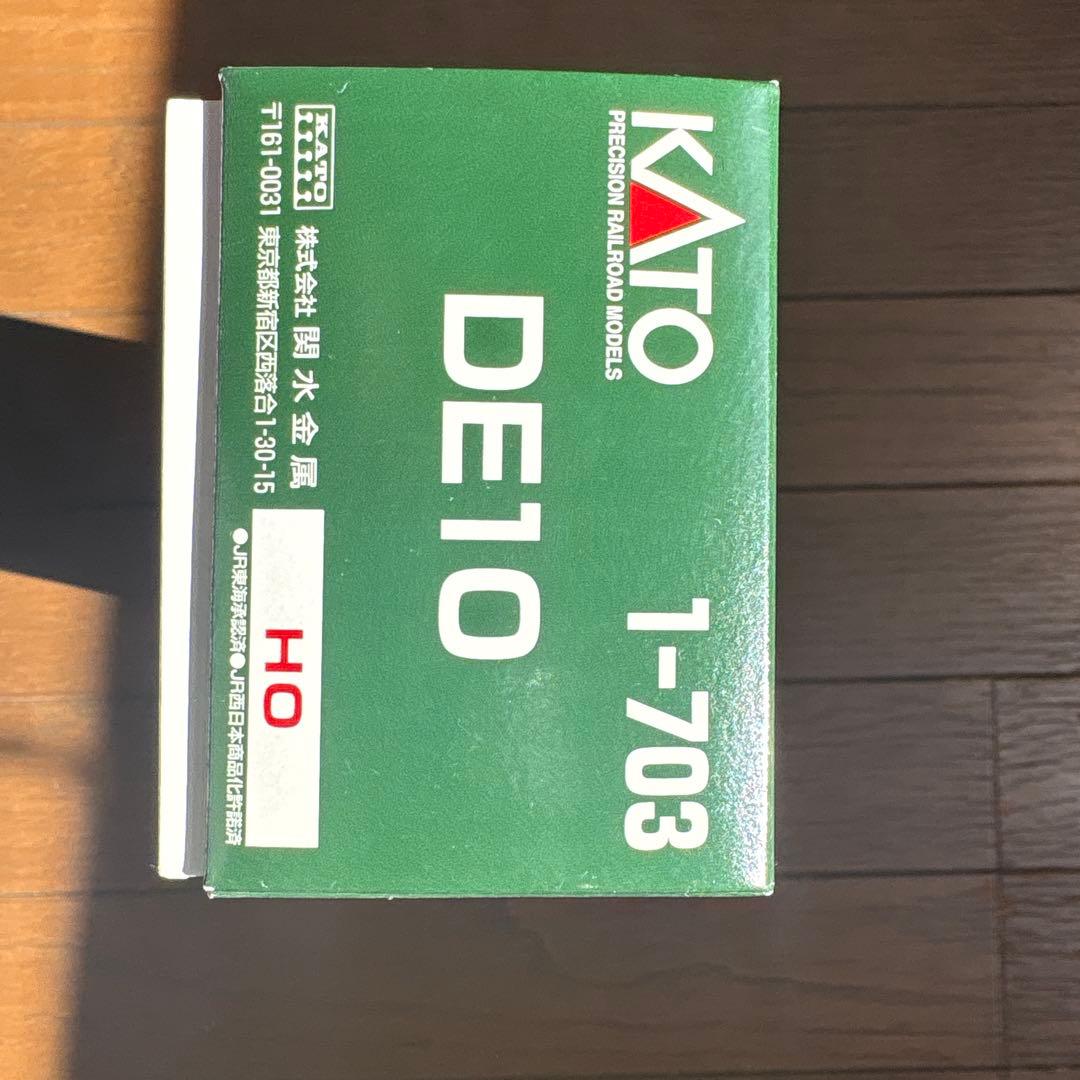 KATO
PRECISION RAILROAD MODELS
1-703
DE10
KATO
株式会社 関水金属
〒161-0031 東京都新宿区西落合1-30-15
HO
●JR東海承認済●JR西日本商品化許諾済